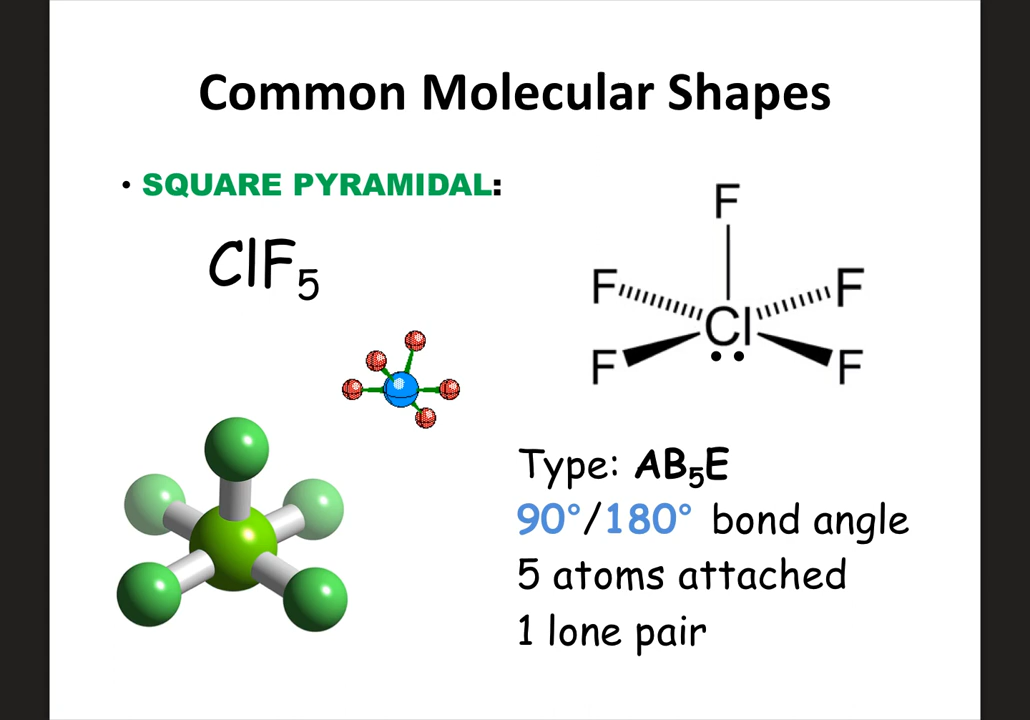 Common Molecular Shapes
• SQUARE PYRAMIDAL:
ClF₅
F
F F
Cl
F F
Type: AB₅E
90°/180° bond angle
5 atoms attached
1 lone pair